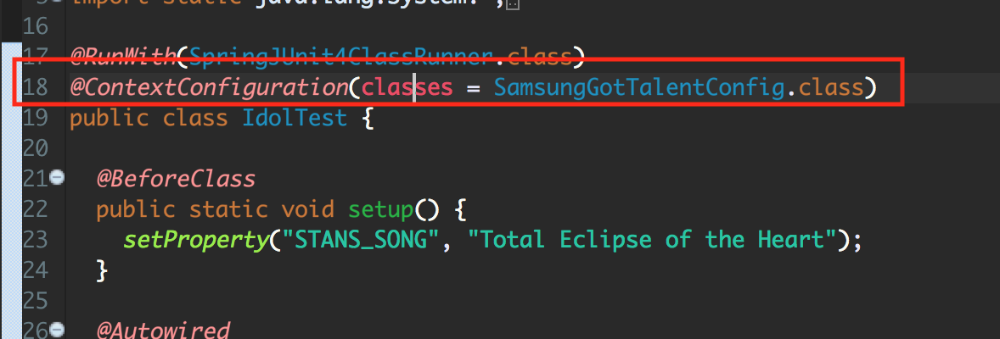 import static java.lang.System.*;
16
17 @RunWith(SpringJUnit4ClassRunner.class)
18 @ContextConfiguration(classes = SamsungGotTalentConfig.class)
19 public class IdolTest {
20
21 @BeforeClass
22 public static void setup() {
23 setProperty("STANS_SONG", "Total Eclipse of the Heart");
24 }
25
26 @Autowired